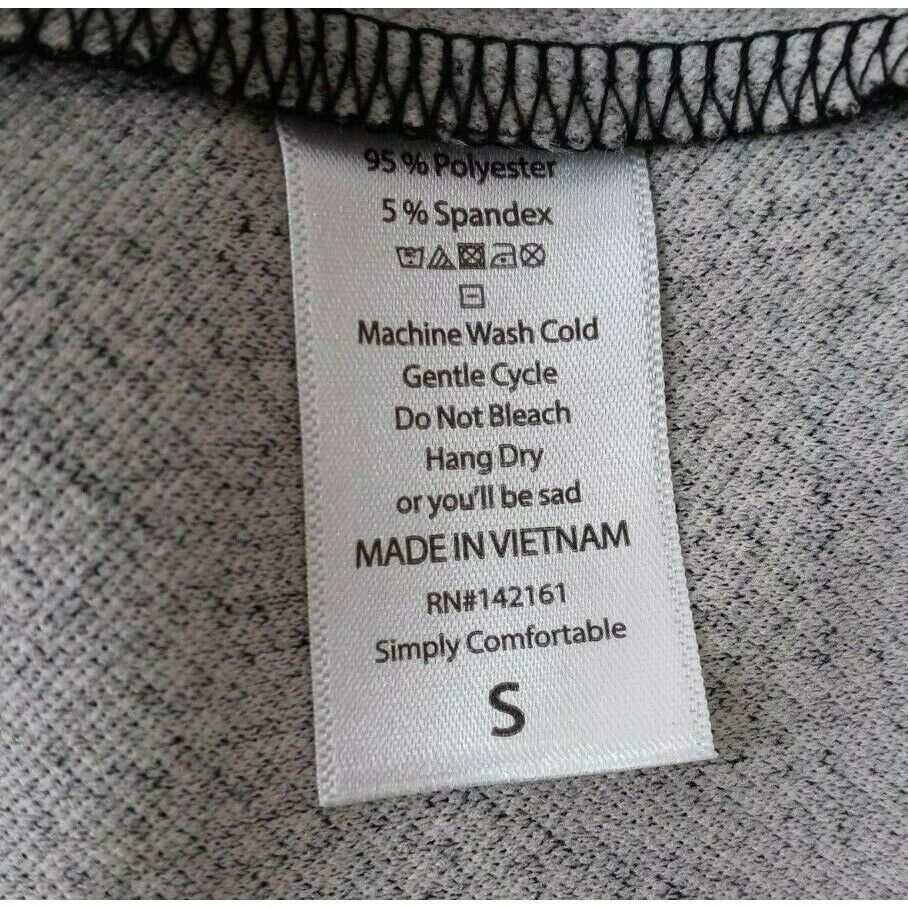 95 % Polyester
5 % Spandex
Machine Wash Cold
Gentle Cycle
Do Not Bleach
Hang Dry
or you'll be sad
MADE IN VIETNAM
RN#142161
Simply Comfortable
S